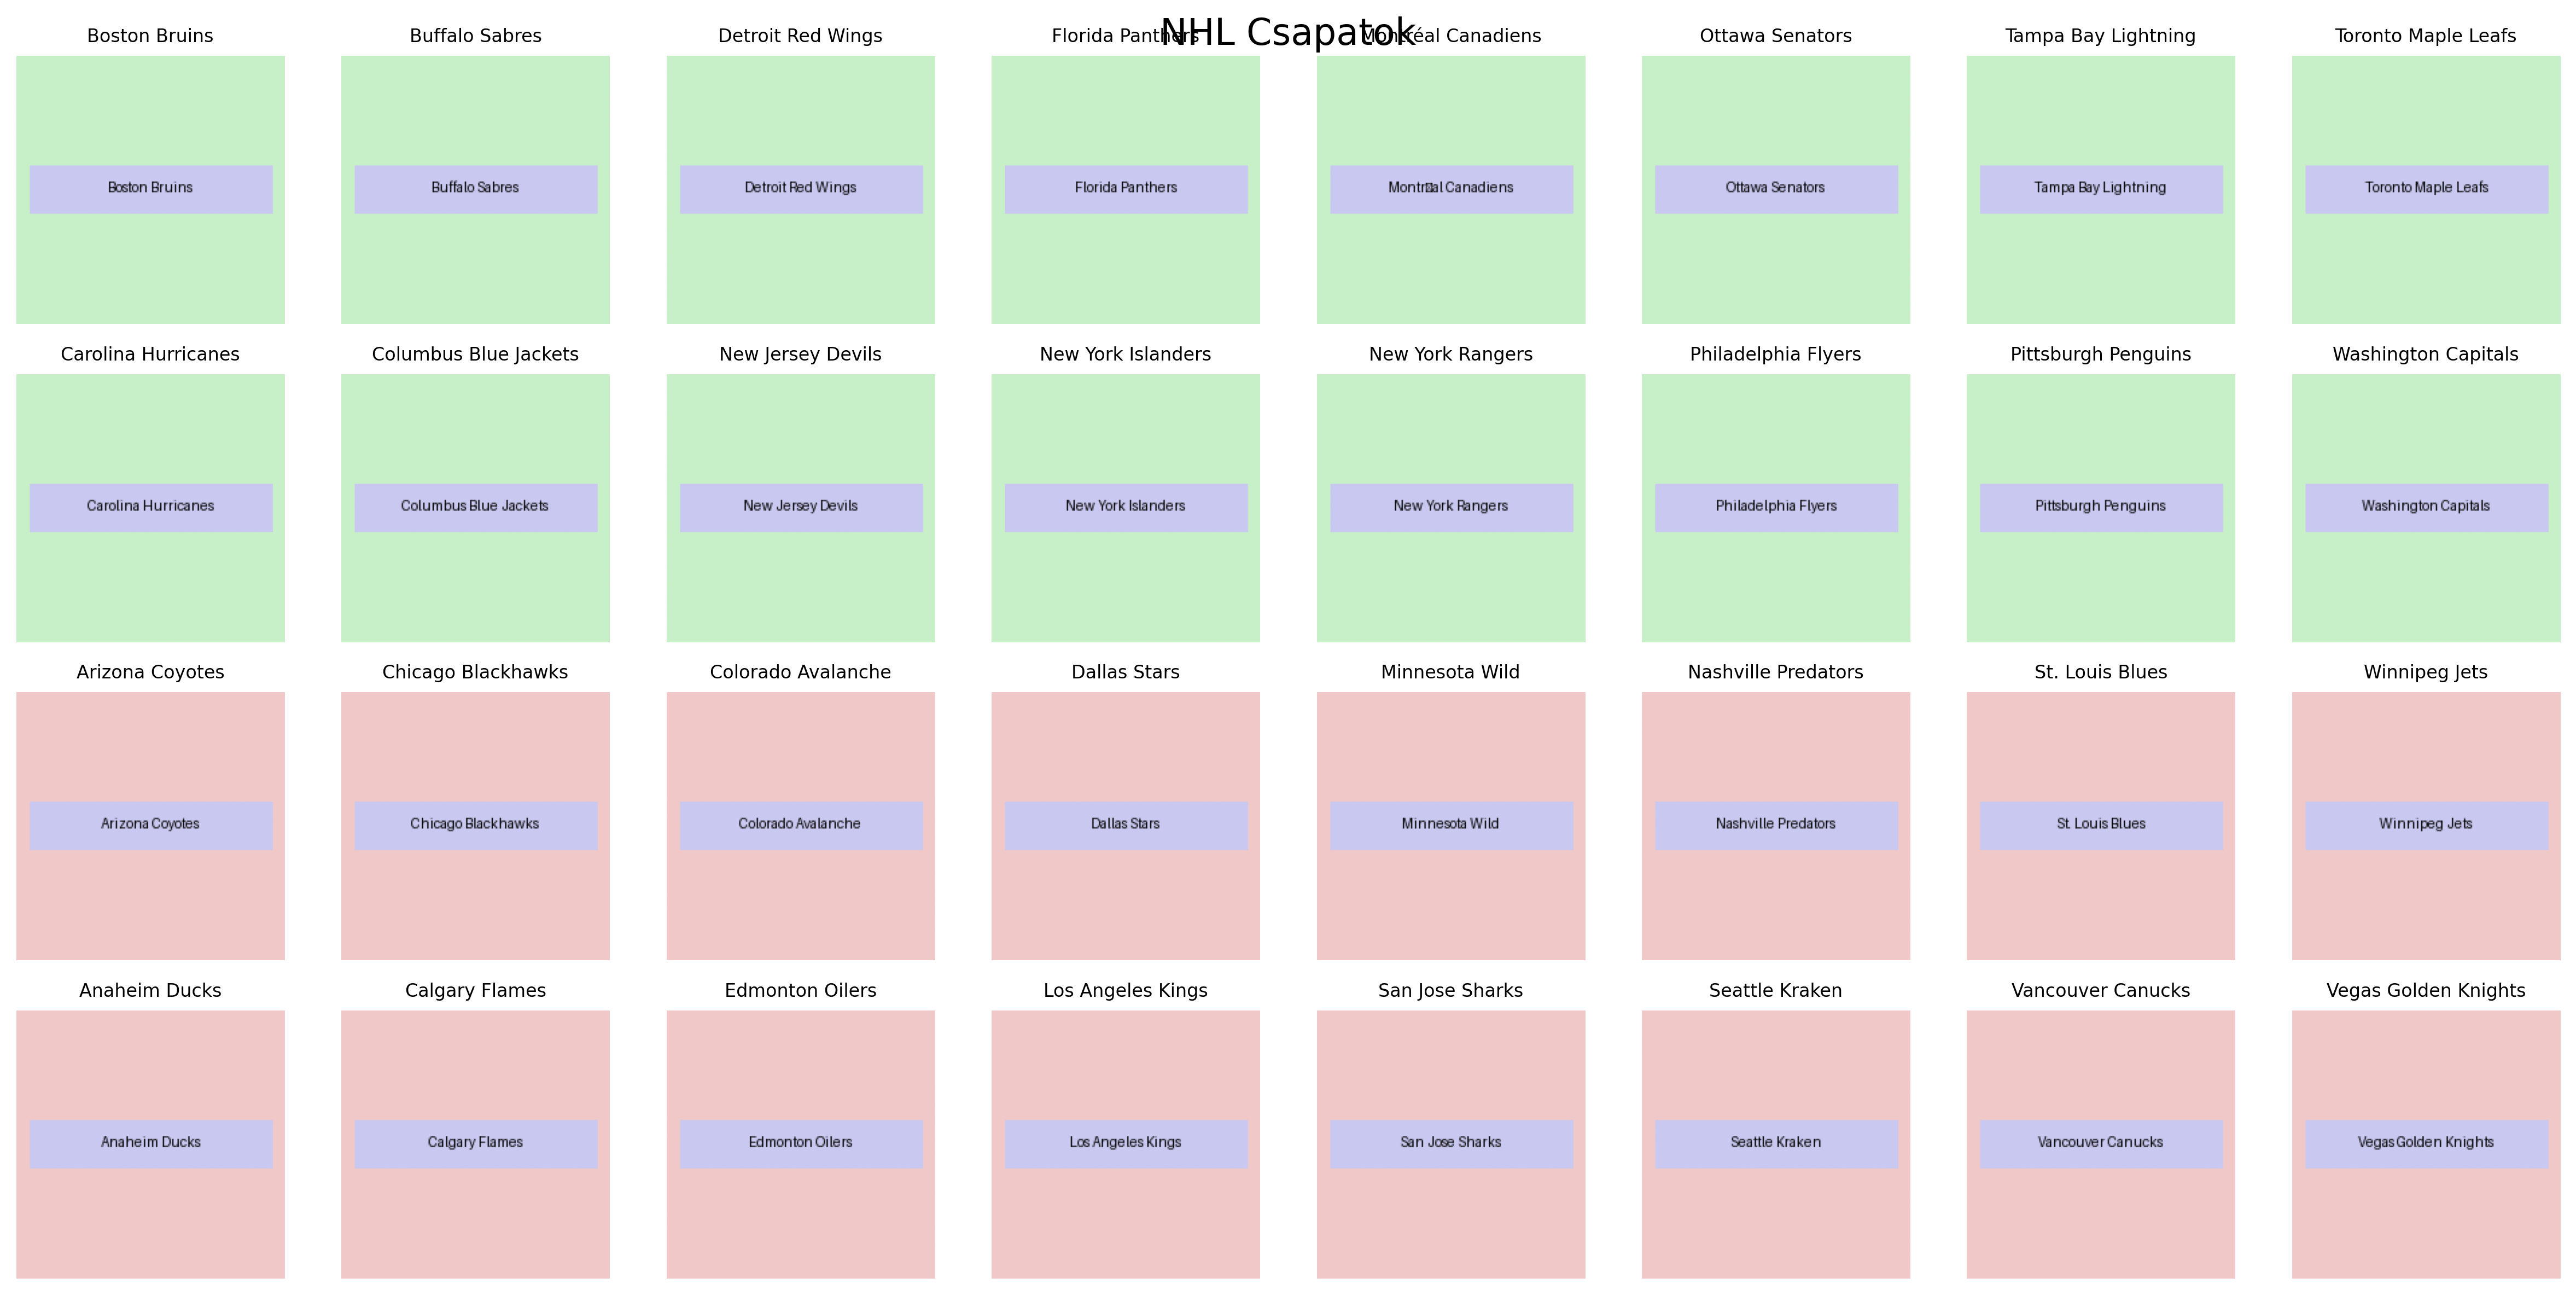 NHL Csapatok
Boston Bruins Buffalo Sabres Detroit Red Wings Florida Panthers Montréal Canadiens Ottawa Senators Tampa Bay Lightning Toronto Maple Leafs
Boston Bruins Buffalo Sabres Detroit Red Wings Florida Panthers Montr▯al Canadiens Ottawa Senators Tampa Bay Lightning Toronto Maple Leafs
Carolina Hurricanes Columbus Blue Jackets New Jersey Devils New York Islanders New York Rangers Philadelphia Flyers Pittsburgh Penguins Washington Capitals
Carolina Hurricanes Columbus Blue Jackets New Jersey Devils New York Islanders New York Rangers Philadelphia Flyers Pittsburgh Penguins Washington Capitals
Arizona Coyotes Chicago Blackhawks Colorado Avalanche Dallas Stars Minnesota Wild Nashville Predators St. Louis Blues Winnipeg Jets
Arizona Coyotes Chicago Blackhawks Colorado Avalanche Dallas Stars Minnesota Wild Nashville Predators St. Louis Blues Winnipeg Jets
Anaheim Ducks Calgary Flames Edmonton Oilers Los Angeles Kings San Jose Sharks Seattle Kraken Vancouver Canucks Vegas Golden Knights
Anaheim Ducks Calgary Flames Edmonton Oilers Los Angeles Kings San Jose Sharks Seattle Kraken Vancouver Canucks Vegas Golden Knights